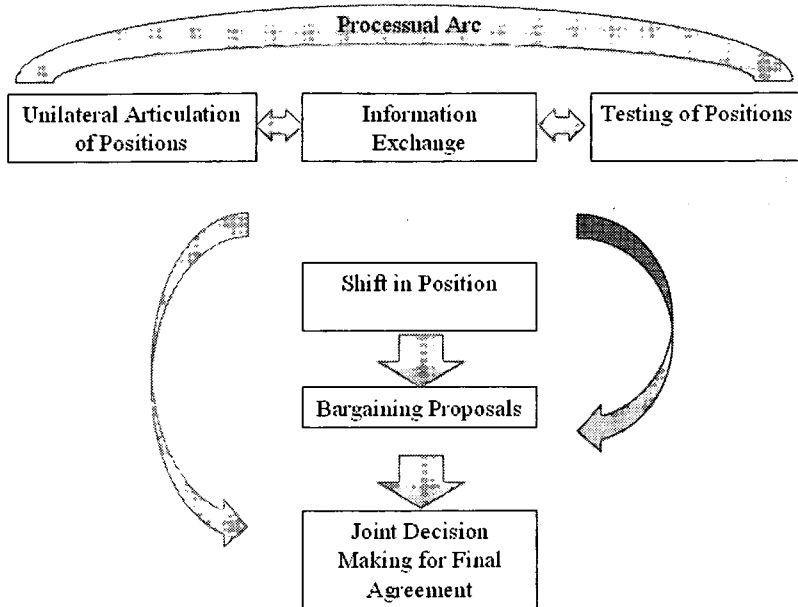 Processual Arc
Unilateral Articulation
of Positions
Information
Exchange
Testing of Positions
Shift in Position
Bargaining Proposals
Joint Decision
Making for Final
Agreement